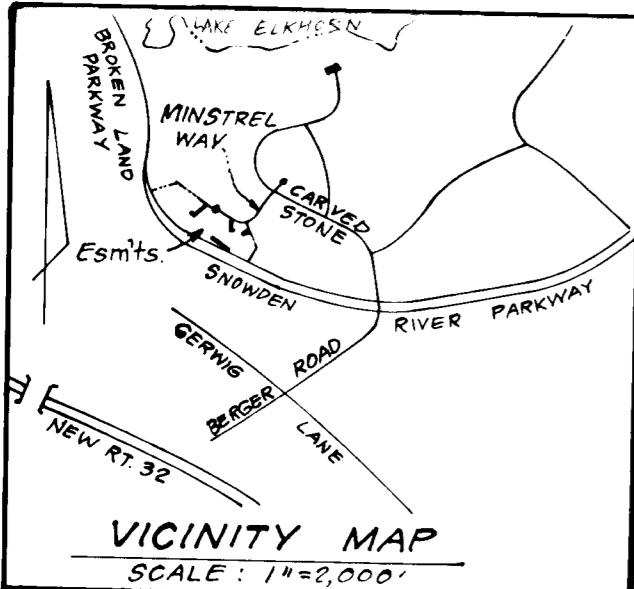 LAKE ELKHORN
BROKEN LAND
PARKWAY
MINSTREL
WAY
CARVED
STONE
Esm'ts.
SNOWDEN
RIVER PARKWAY
GERWIG
LANE
BERGER ROAD
NEW RT. 32
VICINITY MAP
SCALE: 1"=2,000'